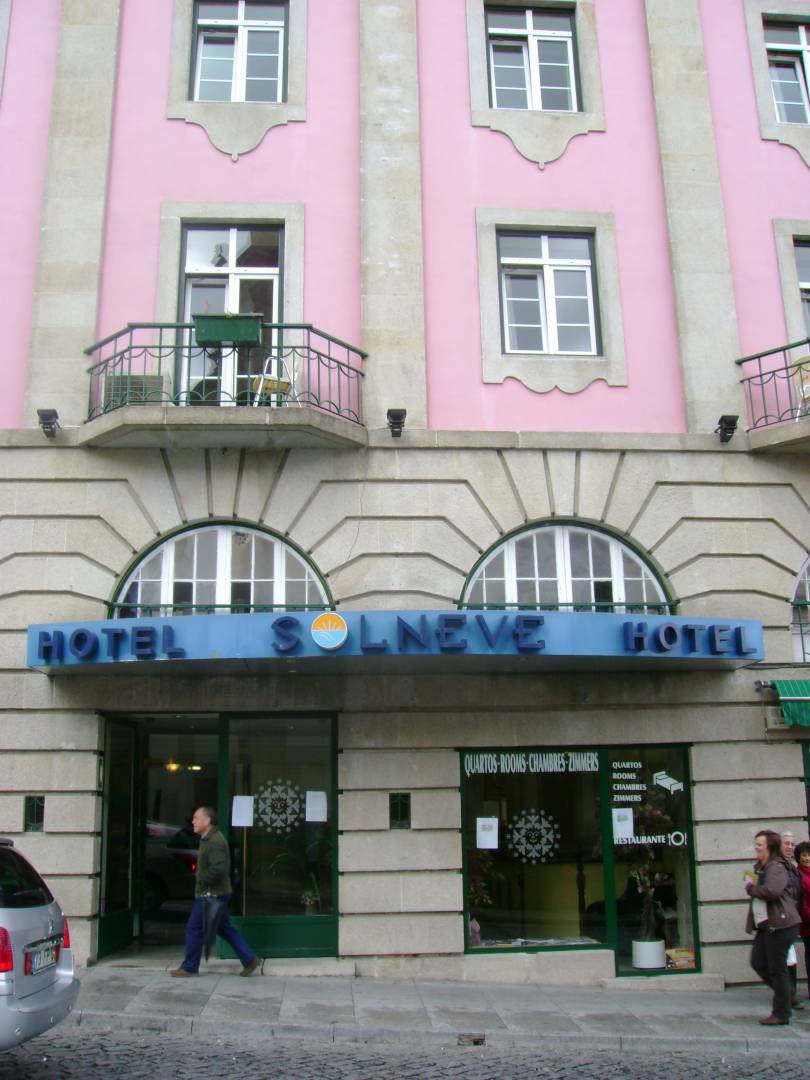 HOTEL SOLNEVE HOTEL
QUARTOS-ROOMS-CHAMBRES-ZIMMERS
QUARTOS
ROOMS
CHAMBRES
ZIMMERS
RESTAURANTE